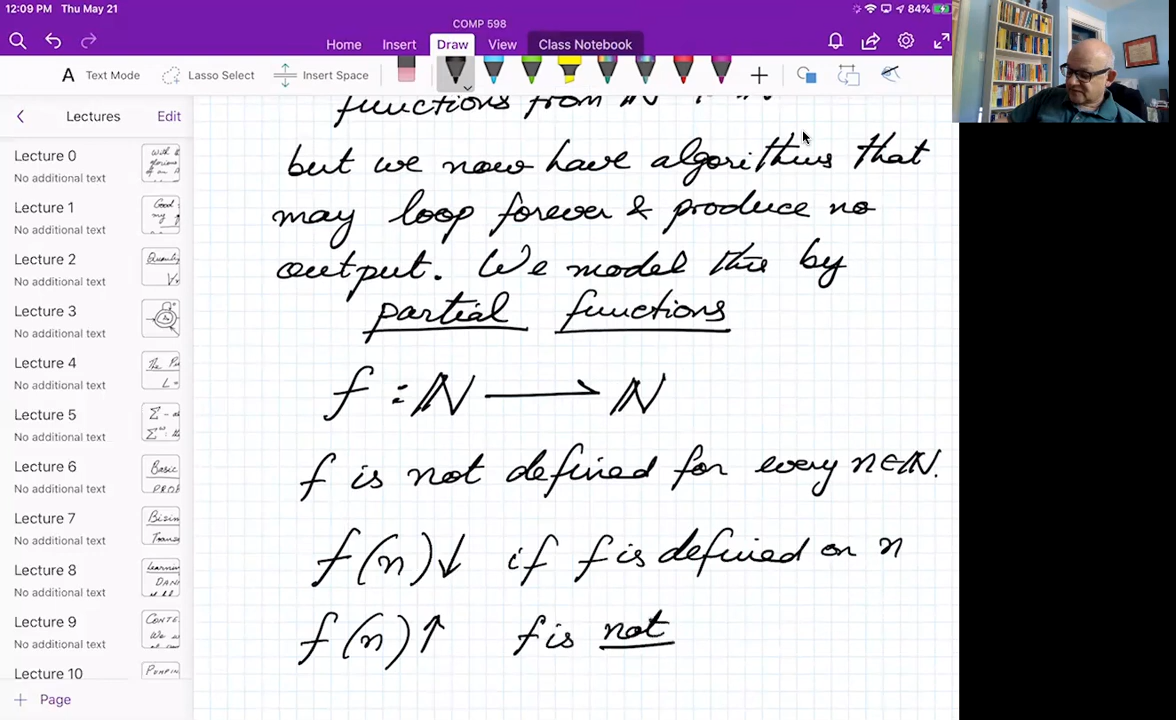 12:09 PM Thu May 21
84%
COMP 598
Home Insert Draw View Class Notebook
A Text Mode Lasso Select Insert Space
Lectures Edit
Lecture 0
No additional text
Lecture 1
No additional text
Lecture 2
No additional text
Lecture 3
No additional text
Lecture 4
No additional text
Lecture 5
No additional text
Lecture 6
No additional text
Lecture 7
No additional text
Lecture 8
No additional text
Lecture 9
No additional text
Lecture 10
+ Page
functions from ℕ
but we now have algorithms that
may loop forever & produce no
output. We model this by
partial functions
f : ℕ ⟶ ℕ
f is not defined for every n∈ℕ.
f(n)↓ if f is defined on n
f(n)↑ f is not